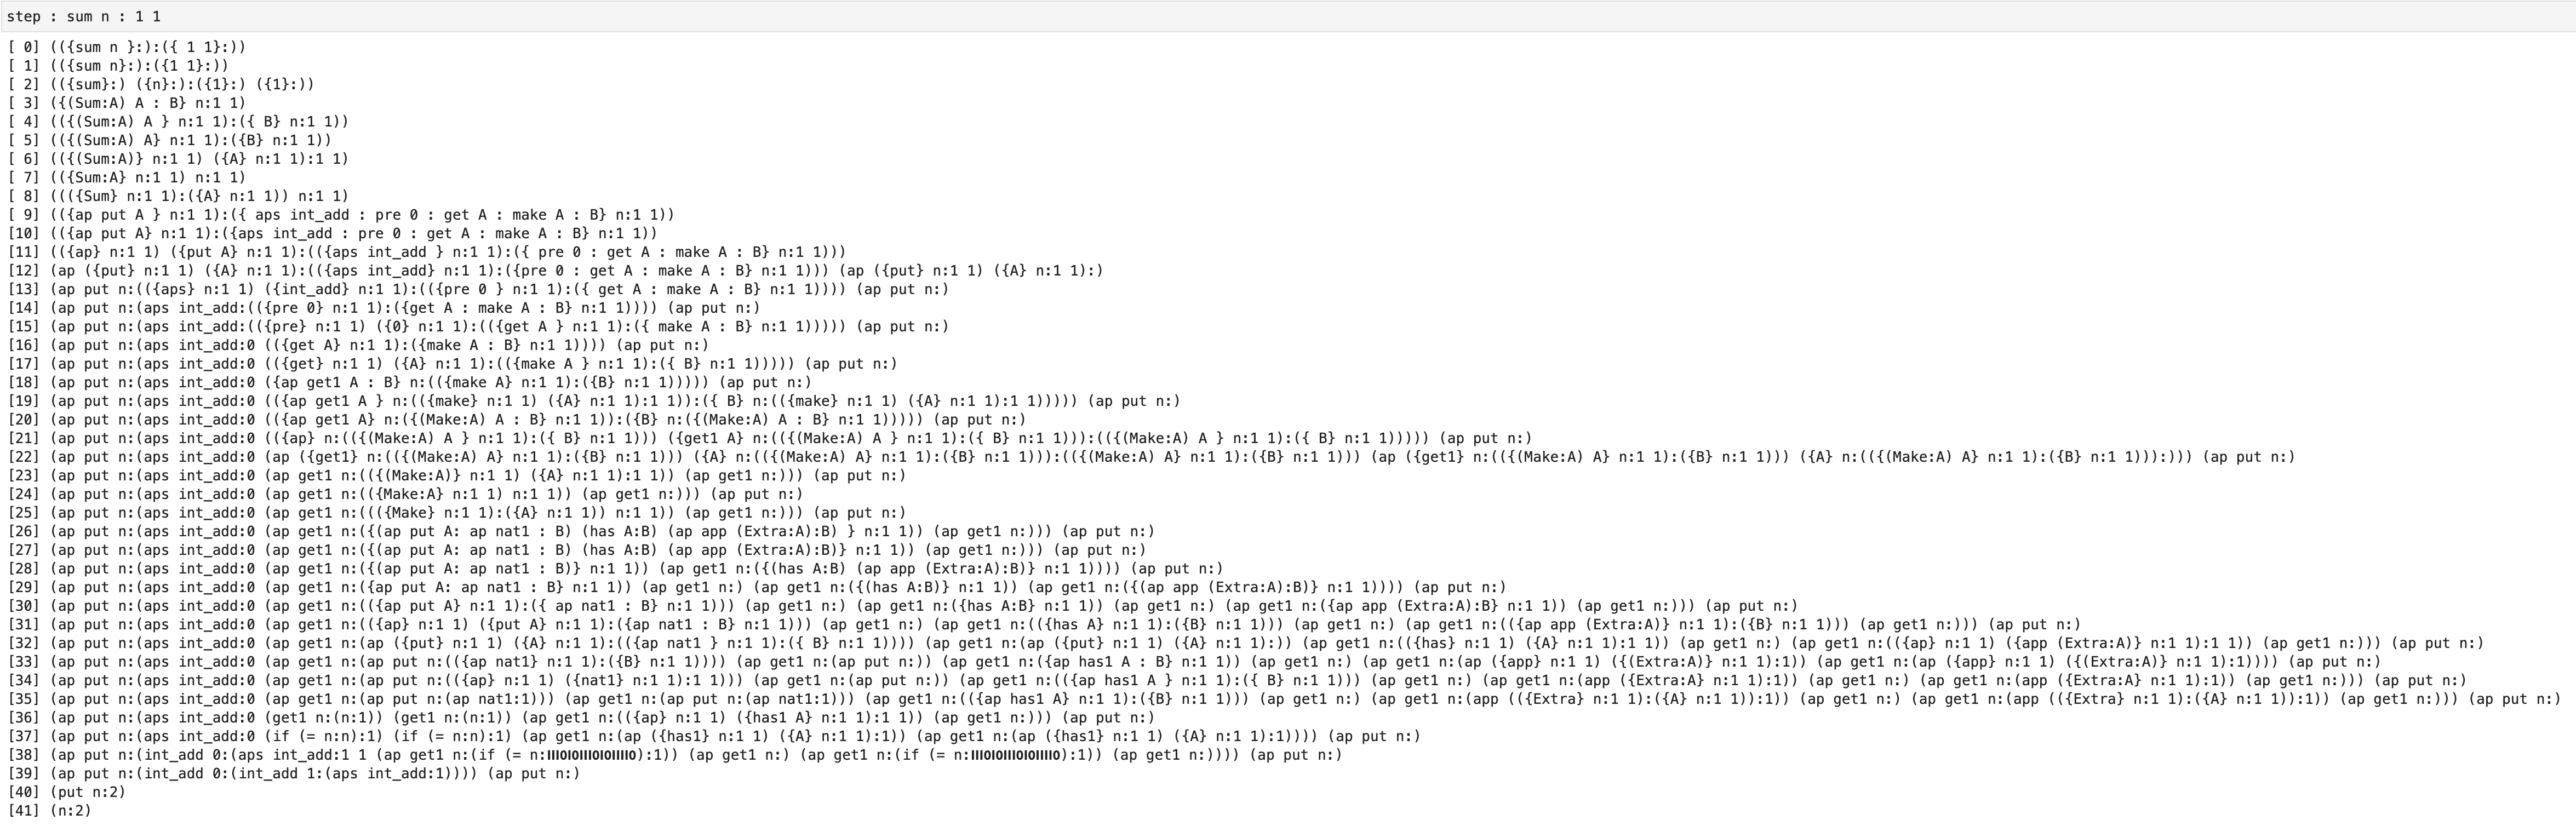 step : sum n : 1 1
[ 0] (({sum n }:):({ 1 1}:))
[ 1] (({sum n}:):({1 1}:))
[ 2] (({sum}:) ({n}:):({1}:) ({1}:))
[ 3] ({(Sum:A) A : B} n:1 1)
[ 4] (({(Sum:A) A } n:1 1):({ B} n:1 1))
[ 5] (({(Sum:A) A} n:1 1):({B} n:1 1))
[ 6] (({(Sum:A)} n:1 1) ({A} n:1 1):1 1)
[ 7] (({Sum:A} n:1 1) n:1 1)
[ 8] ((({Sum} n:1 1):({A} n:1 1)) n:1 1)
[ 9] (({ap put A } n:1 1):({ aps int_add : pre 0 : get A : make A : B} n:1 1))
[10] (({ap put A} n:1 1):({aps int_add : pre 0 : get A : make A : B} n:1 1))
[11] (({ap} n:1 1) ({put A} n:1 1):(({aps int_add } n:1 1):({ pre 0 : get A : make A : B} n:1 1)))
[12] (ap ({put} n:1 1) ({A} n:1 1):(({aps int_add} n:1 1):({pre 0 : get A : make A : B} n:1 1))) (ap ({put} n:1 1) ({A} n:1 1):)
[13] (ap put n:(({aps} n:1 1) ({int_add} n:1 1):(({pre 0 } n:1 1):({ get A : make A : B} n:1 1)))) (ap put n:)
[14] (ap put n:(aps int_add:(({pre 0} n:1 1):({get A : make A : B} n:1 1)))) (ap put n:)
[15] (ap put n:(aps int_add:(({pre} n:1 1) ({0} n:1 1):(({get A } n:1 1):({ make A : B} n:1 1))))) (ap put n:)
[16] (ap put n:(aps int_add:0 (({get A} n:1 1):({make A : B} n:1 1)))) (ap put n:)
[17] (ap put n:(aps int_add:0 (({get} n:1 1) ({A} n:1 1):(({make A } n:1 1):({ B} n:1 1))))) (ap put n:)
[18] (ap put n:(aps int_add:0 ({ap get1 A : B} n:(({make A} n:1 1):({B} n:1 1))))) (ap put n:)
[19] (ap put n:(aps int_add:0 (({ap get1 A } n:(({make} n:1 1) ({A} n:1 1):1 1)):({ B} n:(({make} n:1 1) ({A} n:1 1):1 1))))) (ap put n:)
[20] (ap put n:(aps int_add:0 (({ap get1 A} n:({(Make:A) A : B} n:1 1)):({B} n:({(Make:A) A : B} n:1 1))))) (ap put n:)
[21] (ap put n:(aps int_add:0 (({ap} n:(({(Make:A) A } n:1 1):({ B} n:1 1))) ({get1 A} n:(({(Make:A) A } n:1 1):({ B} n:1 1))):(({(Make:A) A } n:1 1):({ B} n:1 1))))) (ap put n:)
[22] (ap put n:(aps int_add:0 (ap ({get1} n:(({(Make:A) A} n:1 1):({B} n:1 1))) ({A} n:(({(Make:A) A} n:1 1):({B} n:1 1))):(({(Make:A) A} n:1 1):({B} n:1 1))) (ap ({get1} n:(({(Make:A) A} n:1 1):({B} n:1 1))) ({A} n:(({(Make:A) A} n:1 1):({B} n:1 1))):))) (ap put n:)
[23] (ap put n:(aps int_add:0 (ap get1 n:(({(Make:A)} n:1 1) ({A} n:1 1):1 1)) (ap get1 n:))) (ap put n:)
[24] (ap put n:(aps int_add:0 (ap get1 n:(({Make:A} n:1 1) n:1 1)) (ap get1 n:))) (ap put n:)
[25] (ap put n:(aps int_add:0 (ap get1 n:((({Make} n:1 1):({A} n:1 1)) n:1 1)) (ap get1 n:))) (ap put n:)
[26] (ap put n:(aps int_add:0 (ap get1 n:({(ap put A: ap nat1 : B) (has A:B) (ap app (Extra:A):B) } n:1 1)) (ap get1 n:))) (ap put n:)
[27] (ap put n:(aps int_add:0 (ap get1 n:({(ap put A: ap nat1 : B) (has A:B) (ap app (Extra:A):B)} n:1 1)) (ap get1 n:))) (ap put n:)
[28] (ap put n:(aps int_add:0 (ap get1 n:({(ap put A: ap nat1 : B)} n:1 1)) (ap get1 n:({(has A:B) (ap app (Extra:A):B)} n:1 1)))) (ap put n:)
[29] (ap put n:(aps int_add:0 (ap get1 n:({ap put A: ap nat1 : B} n:1 1)) (ap get1 n:) (ap get1 n:({(has A:B)} n:1 1)) (ap get1 n:({(ap app (Extra:A):B)} n:1 1)))) (ap put n:)
[30] (ap put n:(aps int_add:0 (ap get1 n:(({ap put A} n:1 1):({ ap nat1 : B} n:1 1))) (ap get1 n:) (ap get1 n:({has A:B} n:1 1)) (ap get1 n:) (ap get1 n:({ap app (Extra:A):B} n:1 1)) (ap get1 n:))) (ap put n:)
[31] (ap put n:(aps int_add:0 (ap get1 n:(({ap} n:1 1) ({put A} n:1 1):({ap nat1 : B} n:1 1))) (ap get1 n:) (ap get1 n:(({has A} n:1 1):({B} n:1 1))) (ap get1 n:) (ap get1 n:(({ap app (Extra:A)} n:1 1):({B} n:1 1))) (ap get1 n:))) (ap put n:)
[32] (ap put n:(aps int_add:0 (ap get1 n:(ap ({put} n:1 1) ({A} n:1 1):(({ap nat1 } n:1 1):({ B} n:1 1)))) (ap get1 n:(ap ({put} n:1 1) ({A} n:1 1):)) (ap get1 n:(({has} n:1 1) ({A} n:1 1):1 1)) (ap get1 n:) (ap get1 n:(({ap} n:1 1) ({app (Extra:A)} n:1 1):1 1)) (ap get1 n:))) (ap put n:)
[33] (ap put n:(aps int_add:0 (ap get1 n:(ap put n:(({ap nat1} n:1 1):({B} n:1 1)))) (ap get1 n:(ap put n:)) (ap get1 n:({ap has1 A : B} n:1 1)) (ap get1 n:) (ap get1 n:(ap ({app} n:1 1) ({(Extra:A)} n:1 1):1)) (ap get1 n:(ap ({app} n:1 1) ({(Extra:A)} n:1 1):1)))) (ap put n:)
[34] (ap put n:(aps int_add:0 (ap get1 n:(ap put n:(({ap} n:1 1) ({nat1} n:1 1):1 1))) (ap get1 n:(ap put n:)) (ap get1 n:(({ap has1 A } n:1 1):({ B} n:1 1))) (ap get1 n:) (ap get1 n:(app ({Extra:A} n:1 1):1)) (ap get1 n:) (ap get1 n:(app ({Extra:A} n:1 1):1)) (ap get1 n:))) (ap put n:)
[35] (ap put n:(aps int_add:0 (ap get1 n:(ap put n:(ap nat1:1))) (ap get1 n:(ap put n:(ap nat1:1))) (ap get1 n:(({ap has1 A} n:1 1):({B} n:1 1))) (ap get1 n:) (ap get1 n:(app (({Extra} n:1 1):({A} n:1 1)):1)) (ap get1 n:) (ap get1 n:(app (({Extra} n:1 1):({A} n:1 1)):1)) (ap get1 n:))) (ap put n:)
[36] (ap put n:(aps int_add:0 (get1 n:(n:1)) (get1 n:(n:1)) (ap get1 n:(({ap} n:1 1) ({has1 A} n:1 1):1 1)) (ap get1 n:))) (ap put n:)
[37] (ap put n:(aps int_add:0 (if (= n:n):1) (if (= n:n):1) (ap get1 n:(ap ({has1} n:1 1) ({A} n:1 1):1)) (ap get1 n:(ap ({has1} n:1 1) ({A} n:1 1):1)))) (ap put n:)
[38] (ap put n:(int_add 0:(aps int_add:1 1 (ap get1 n:(if (= n:):1)) (ap get1 n:) (ap get1 n:(if (= n:):1)) (ap get1 n:)))) (ap put n:)
[39] (ap put n:(int_add 0:(int_add 1:(aps int_add:1)))) (ap put n:)
[40] (put n:2)
[41] (n:2)